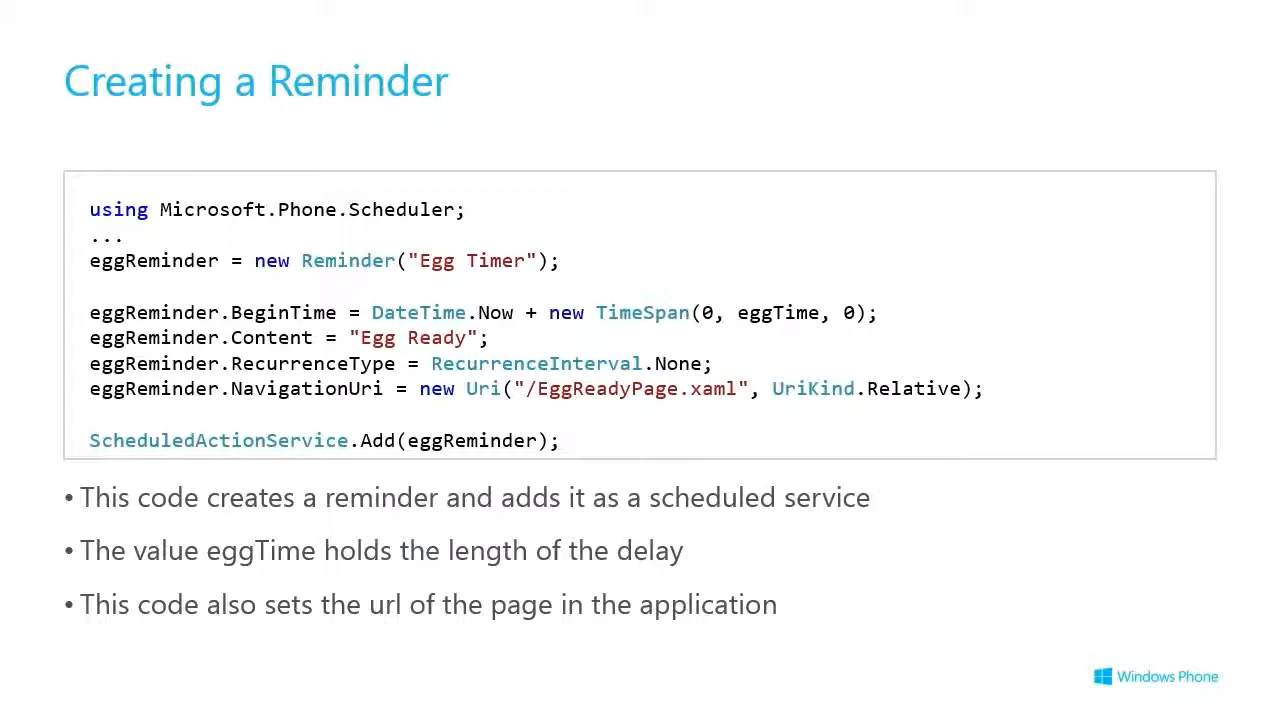 Creating a Reminder
using Microsoft.Phone.Scheduler;
...
eggReminder = new Reminder("Egg Timer");
eggReminder.BeginTime = DateTime.Now + new TimeSpan(0, eggTime, 0);
eggReminder.Content = "Egg Ready";
eggReminder.RecurrenceType = RecurrenceInterval.None;
eggReminder.NavigationUri = new Uri("/EggReadyPage.xaml", UriKind.Relative);
ScheduledActionService.Add(eggReminder);
• This code creates a reminder and adds it as a scheduled service
• The value eggTime holds the length of the delay
• This code also sets the url of the page in the application
Windows Phone